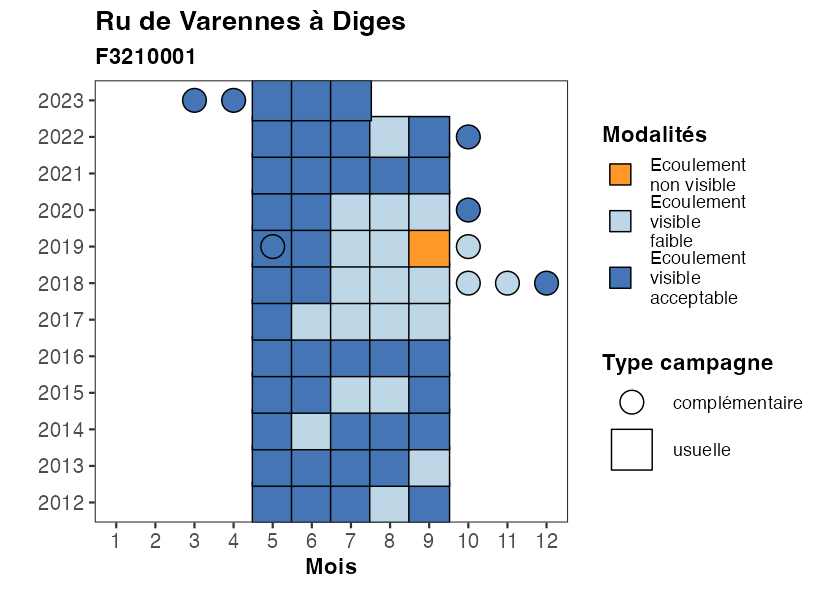 Ru de Varennes à Diges
F3210001
2023
2022
2021
2020
2019
2018
2017
2016
2015
2014
2013
2012
1 2 3 4 5 6 7 8 9 10 11 12
Mois
Modalités
Ecoulement
non visible
Ecoulement
visible
faible
Ecoulement
visible
acceptable
Type campagne
complémentaire
usuelle